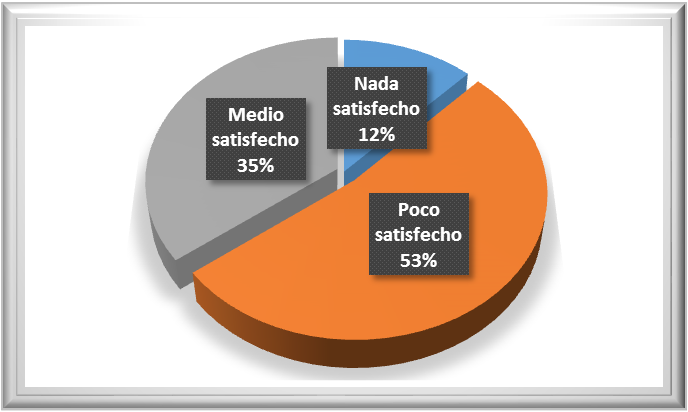 Nada
satisfecho
12%
Medio
satisfecho
35%
Poco
satisfecho
53%